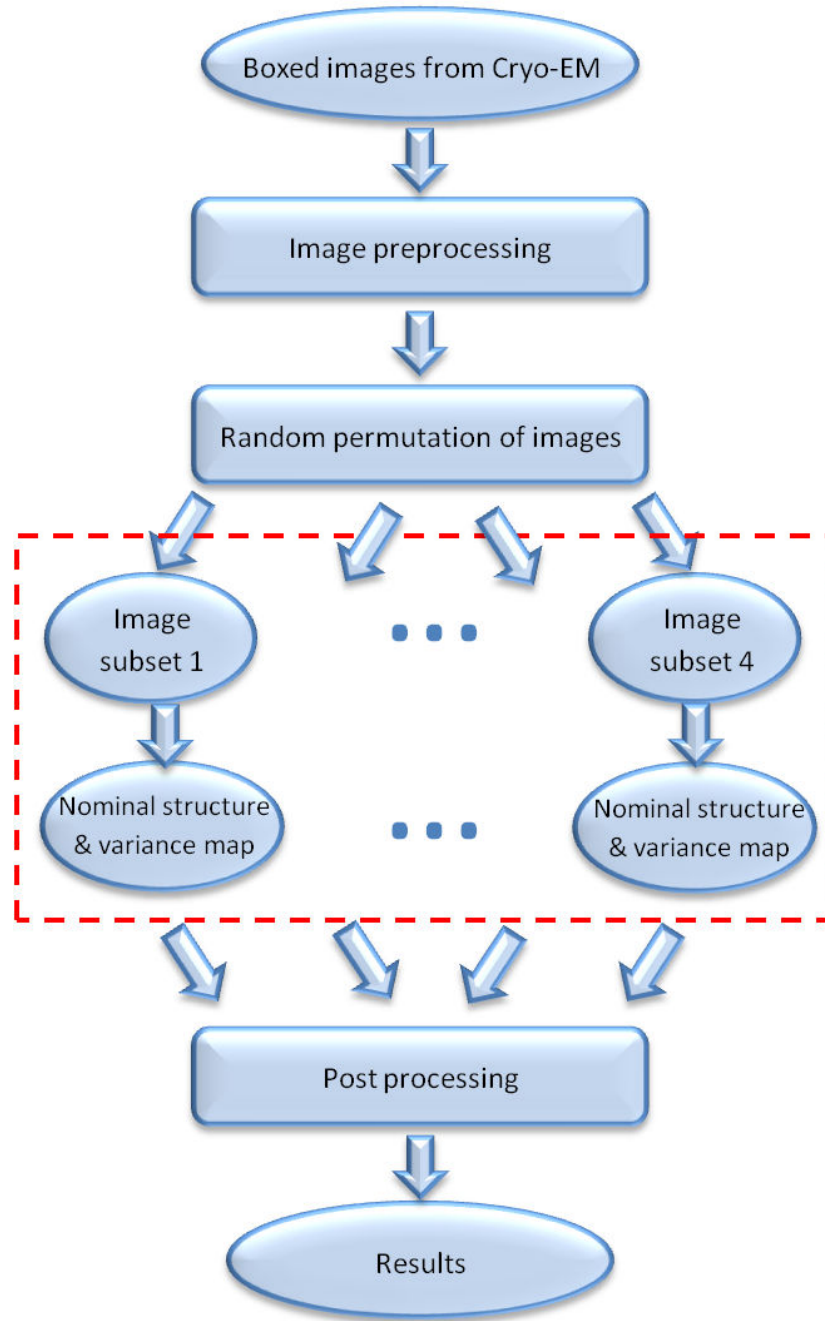 Boxed images from Cryo-EM
Image preprocessing
Random permutation of images
Image
subset 1
...
Image
subset 4
Nominal structure
& variance map
...
Nominal structure
& variance map
Post processing
Results